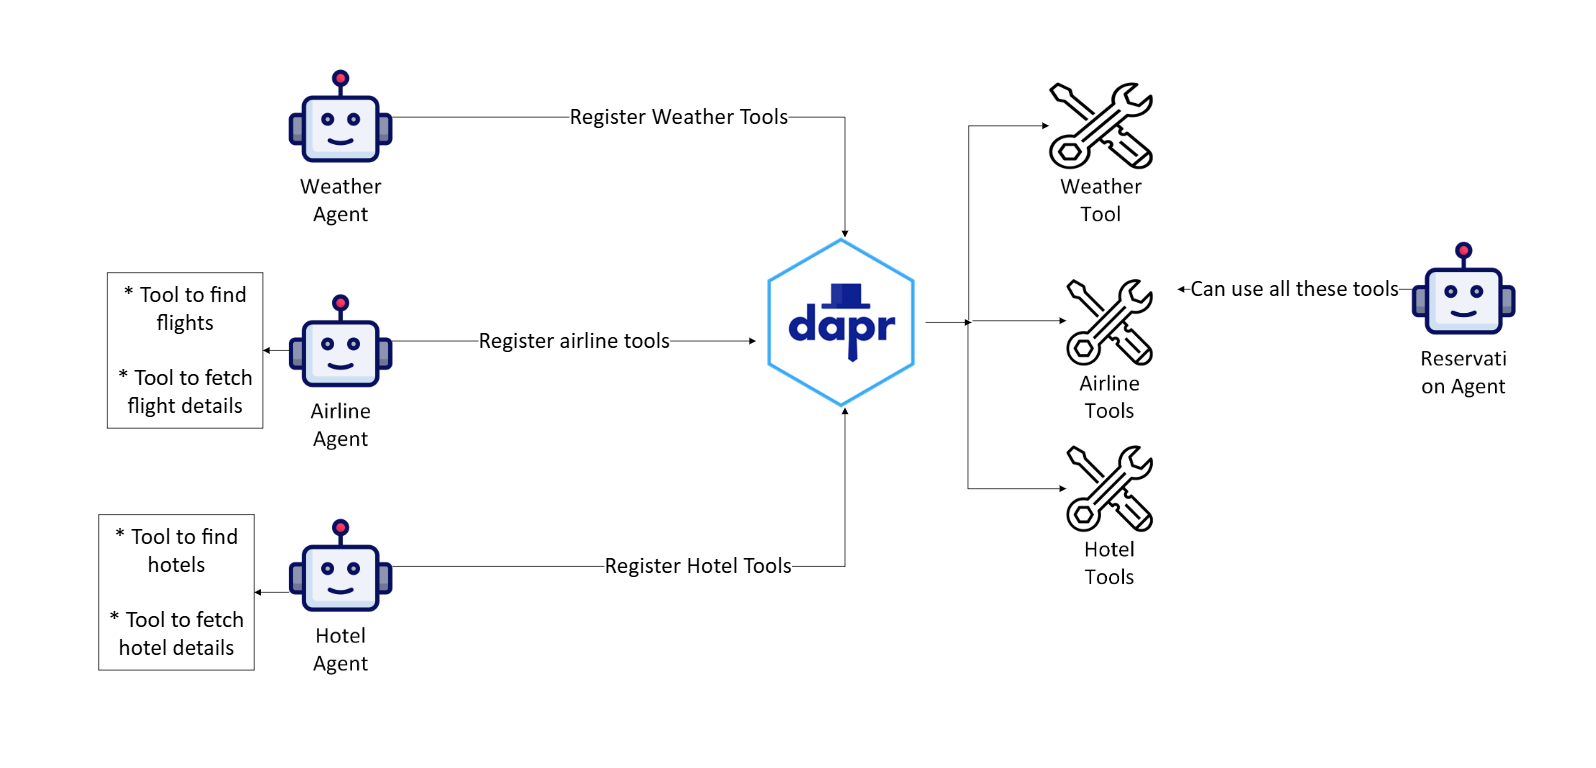 Register Weather Tools
Weather
Agent
Weather
Tool
* Tool to find
flights
* Tool to fetch
flight details
Airline
Agent
Register airline tools
dapr
Airline
Tools
Can use all these tools
Reservati
on Agent
* Tool to find
hotels
* Tool to fetch
hotel details
Hotel
Agent
Register Hotel Tools
Hotel
Tools